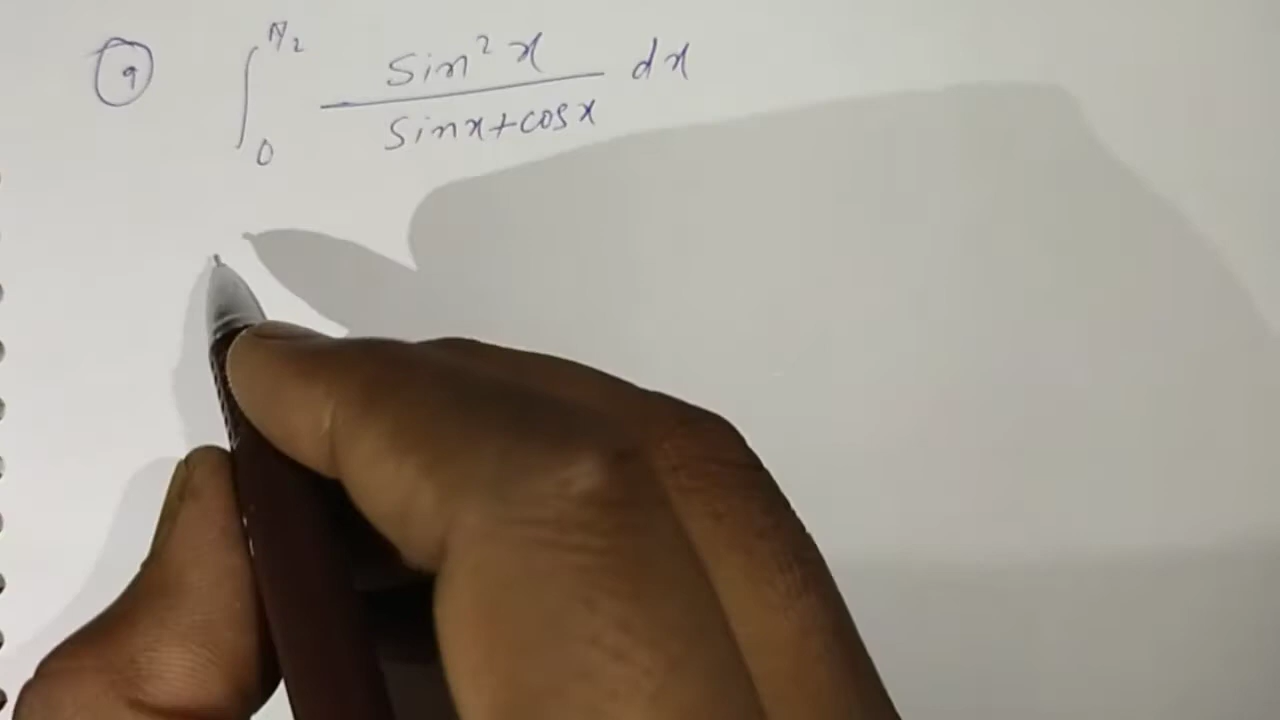 9 ∫₀^(π/2) sin²x / (sinx+cosx) dx